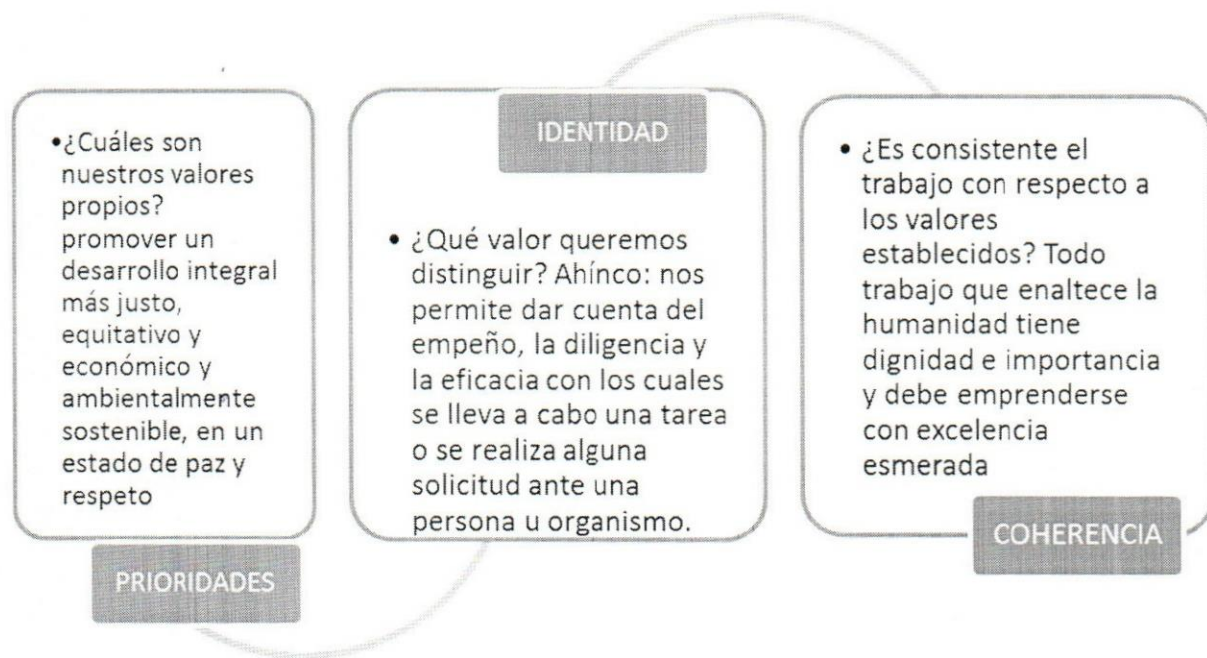 •¿Cuáles son
nuestros valores
propios?
promover un
desarrollo integral
más justo,
equitativo y
económico y
ambientalmente
sostenible, en un
estado de paz y
respeto
PRIORIDADES
IDENTIDAD
• ¿Qué valor queremos
distinguir? Ahínco: nos
permite dar cuenta del
empeño, la diligencia y
la eficacia con los cuales
se lleva a cabo una tarea
o se realiza alguna
solicitud ante una
persona u organismo.
• ¿Es consistente el
trabajo con respecto a
los valores
establecidos? Todo
trabajo que enaltece la
humanidad tiene
dignidad e importancia
y debe emprenderse
con excelencia
esmerada
COHERENCIA